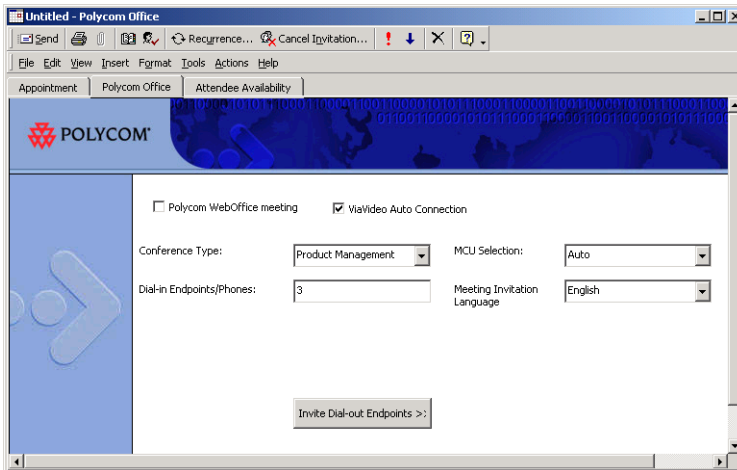 Untitled - Polycom Office
Send Recurrence... Cancel Invitation...
File Edit View Insert Format Tools Actions Help
Appointment Polycom Office Attendee Availability
POLYCOM
Polycom WebOffice meeting ViaVideo Auto Connection
Conference Type: Product Management MCU Selection: Auto
Dial-in Endpoints/Phones: 3 Meeting Invitation Language English
Invite Dial-out Endpoints >: